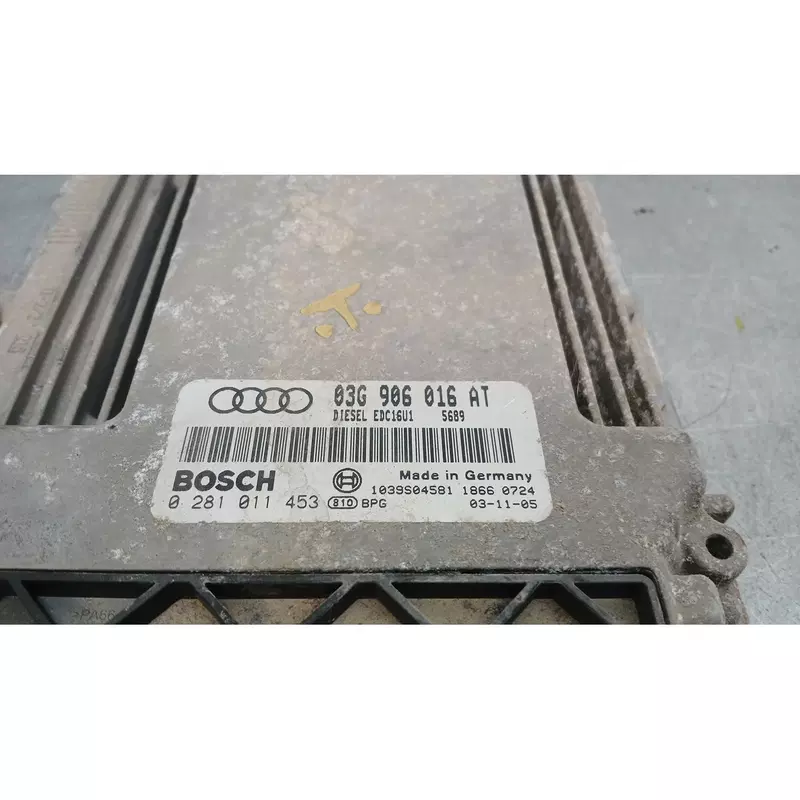 03G 906 016 AT
DIESEL EDC16U1 5689
BOSCH
Made in Germany
1039S04581 1866 0724
0 281 011 453 810 BPG 03-11-05